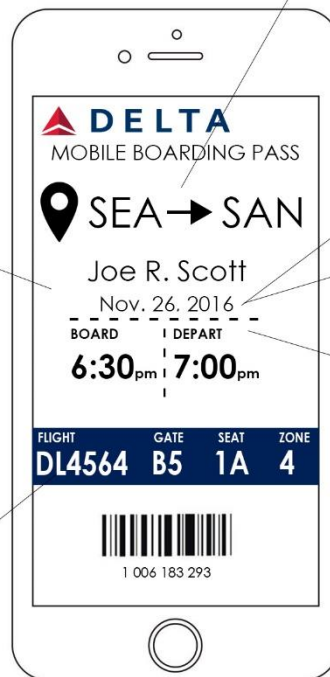 DELTA
MOBILE BOARDING PASS
SEA SAN
Joe R. Scott
Nov. 26, 2016
BOARD DEPART
6:30pm 7:00pm
FLIGHT GATE SEAT ZONE
DL4564 B5 1A 4
1 006 183 293